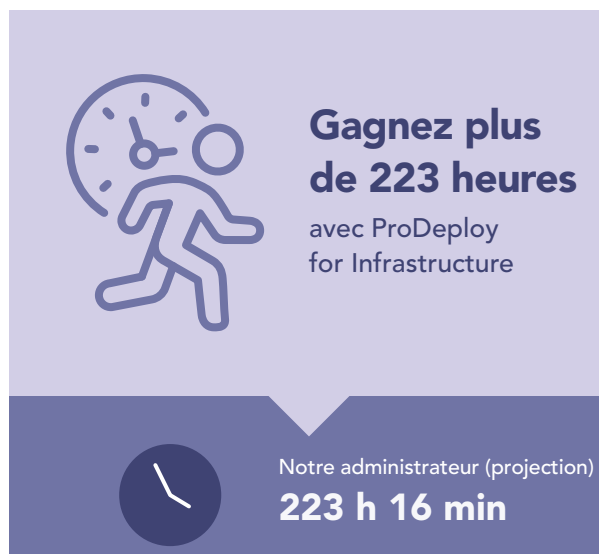 Gagnez plus
de 223 heures
avec ProDeploy
for Infrastructure
Notre administrateur (projection)
223 h 16 min